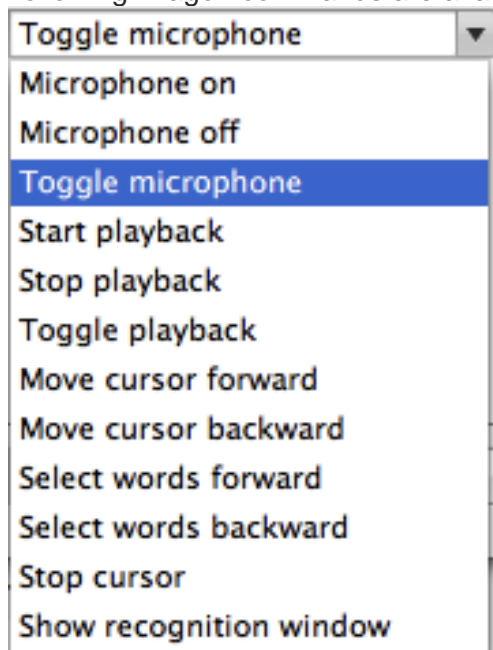 Toggle microphone
Microphone on
Microphone off
Toggle microphone
Start playback
Stop playback
Toggle playback
Move cursor forward
Move cursor backward
Select words forward
Select words backward
Stop cursor
Show recognition window